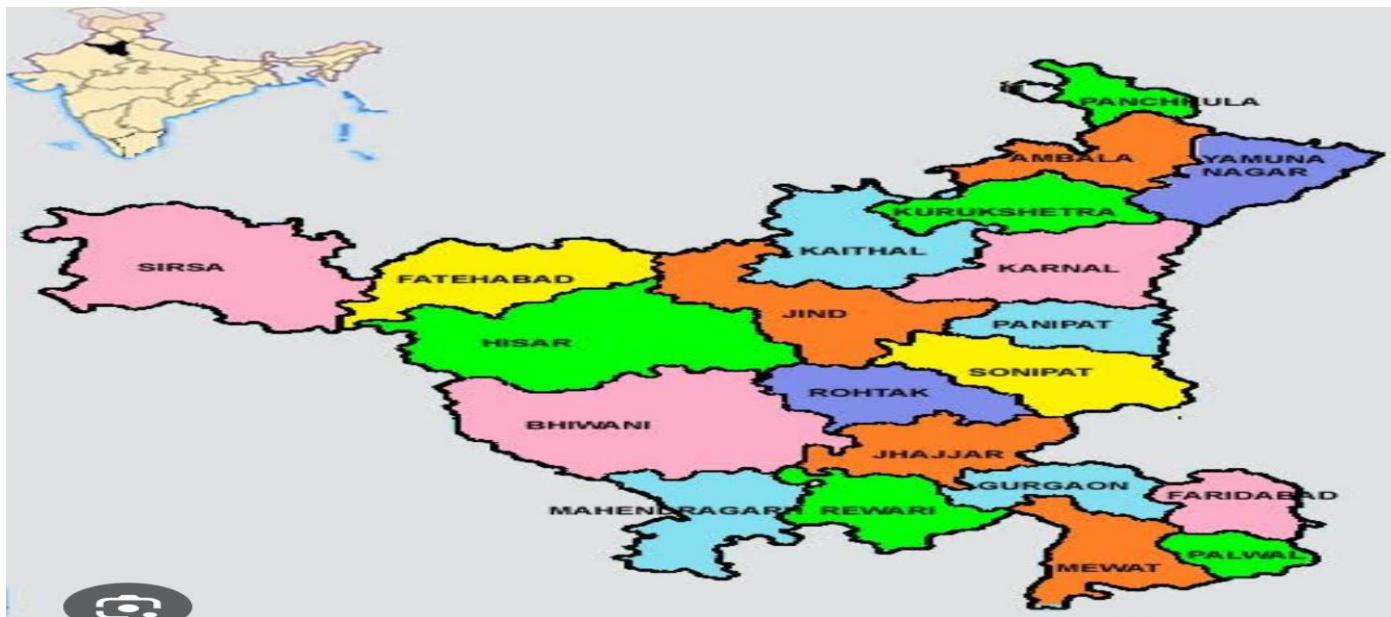 PANCHKULA
AMBALA
YAMUNA
NAGAR
KURUKSHETRA
KAITHAL
KARNAL
SIRSA
FATEHABAD
JIND
PANIPAT
HISAR
SONIPAT
ROHTAK
BHIWANI
JHAJJAR
GURGAON
FARIDABAD
MAHENDRAGARH
REWARI
PALWAL
MEWAT